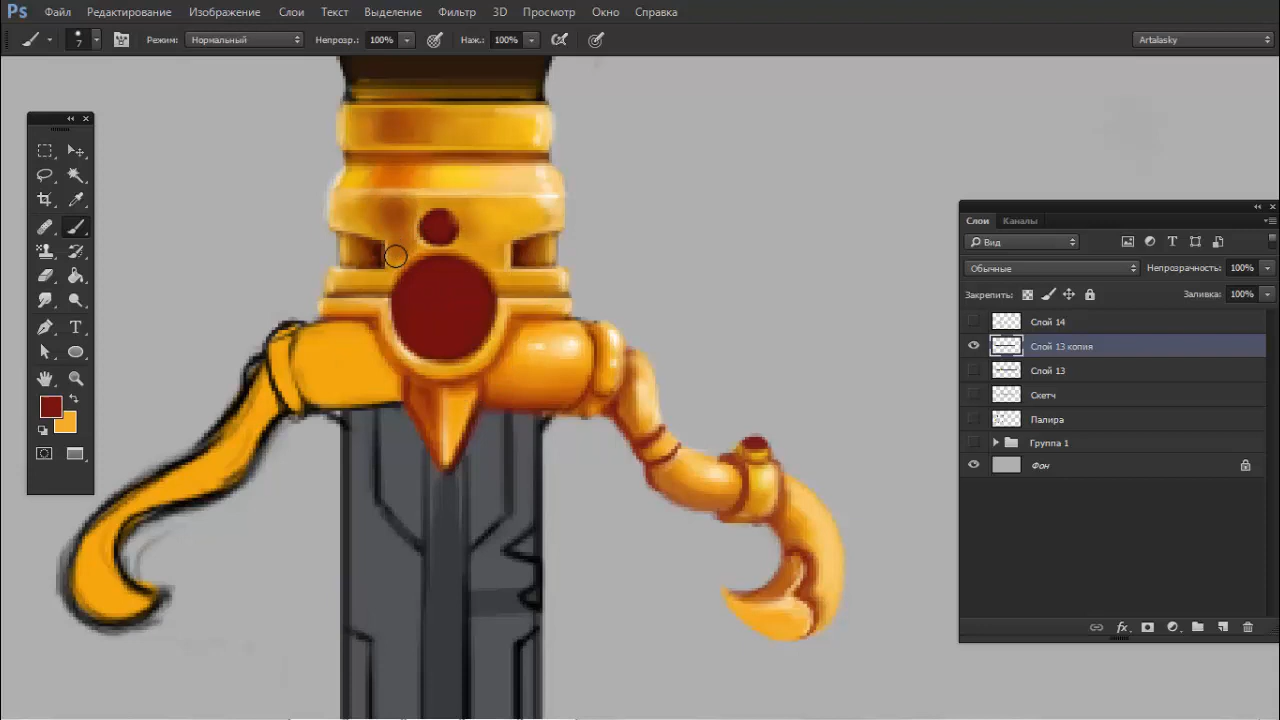 Ps Файл Редактирование Изображение Слои Текст Выделение Фильтр 3D Просмотр Окно Справка
7 Режим: Нормальный Непрозр.: 100% Наж.: 100% Artalasky
Слои Каналы
Вид
Обычные Непрозрачность: 100%
Закрепить: Заливка: 100%
Слой 14
Слой 13 копия
Слой 13
Скетч
Палира
Группа 1
Фон